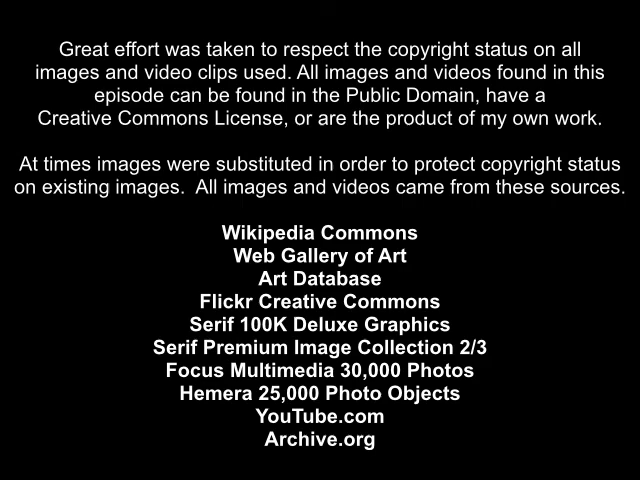 Great effort was taken to respect the copyright status on all
images and video clips used. All images and videos found in this
episode can be found in the Public Domain, have a
Creative Commons License, or are the product of my own work.
At times images were substituted in order to protect copyright status
on existing images.  All images and videos came from these sources.
Wikipedia Commons
Web Gallery of Art
Art Database
Flickr Creative Commons
Serif 100K Deluxe Graphics
Serif Premium Image Collection 2/3
Focus Multimedia 30,000 Photos
Hemera 25,000 Photo Objects
YouTube.com
Archive.org